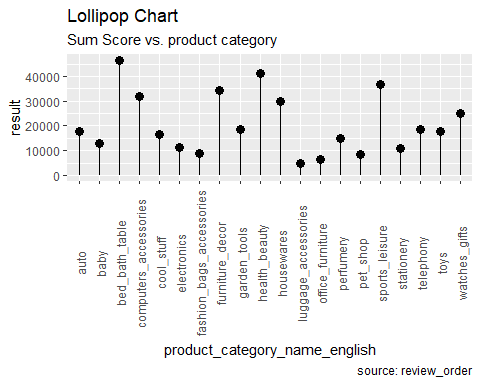 Lollipop Chart
Sum Score vs. product category
result
40000
30000
20000
10000
0
auto
baby
bed_bath_table
computers_accessories
cool_stuff
electronics
fashion_bags_accessories
furniture_decor
garden_tools
health_beauty
housewares
luggage_accessories
office_furniture
perfumery
pet_shop
sports_leisure
stationery
telephony
toys
watches_gifts
product_category_name_english
source: review_order